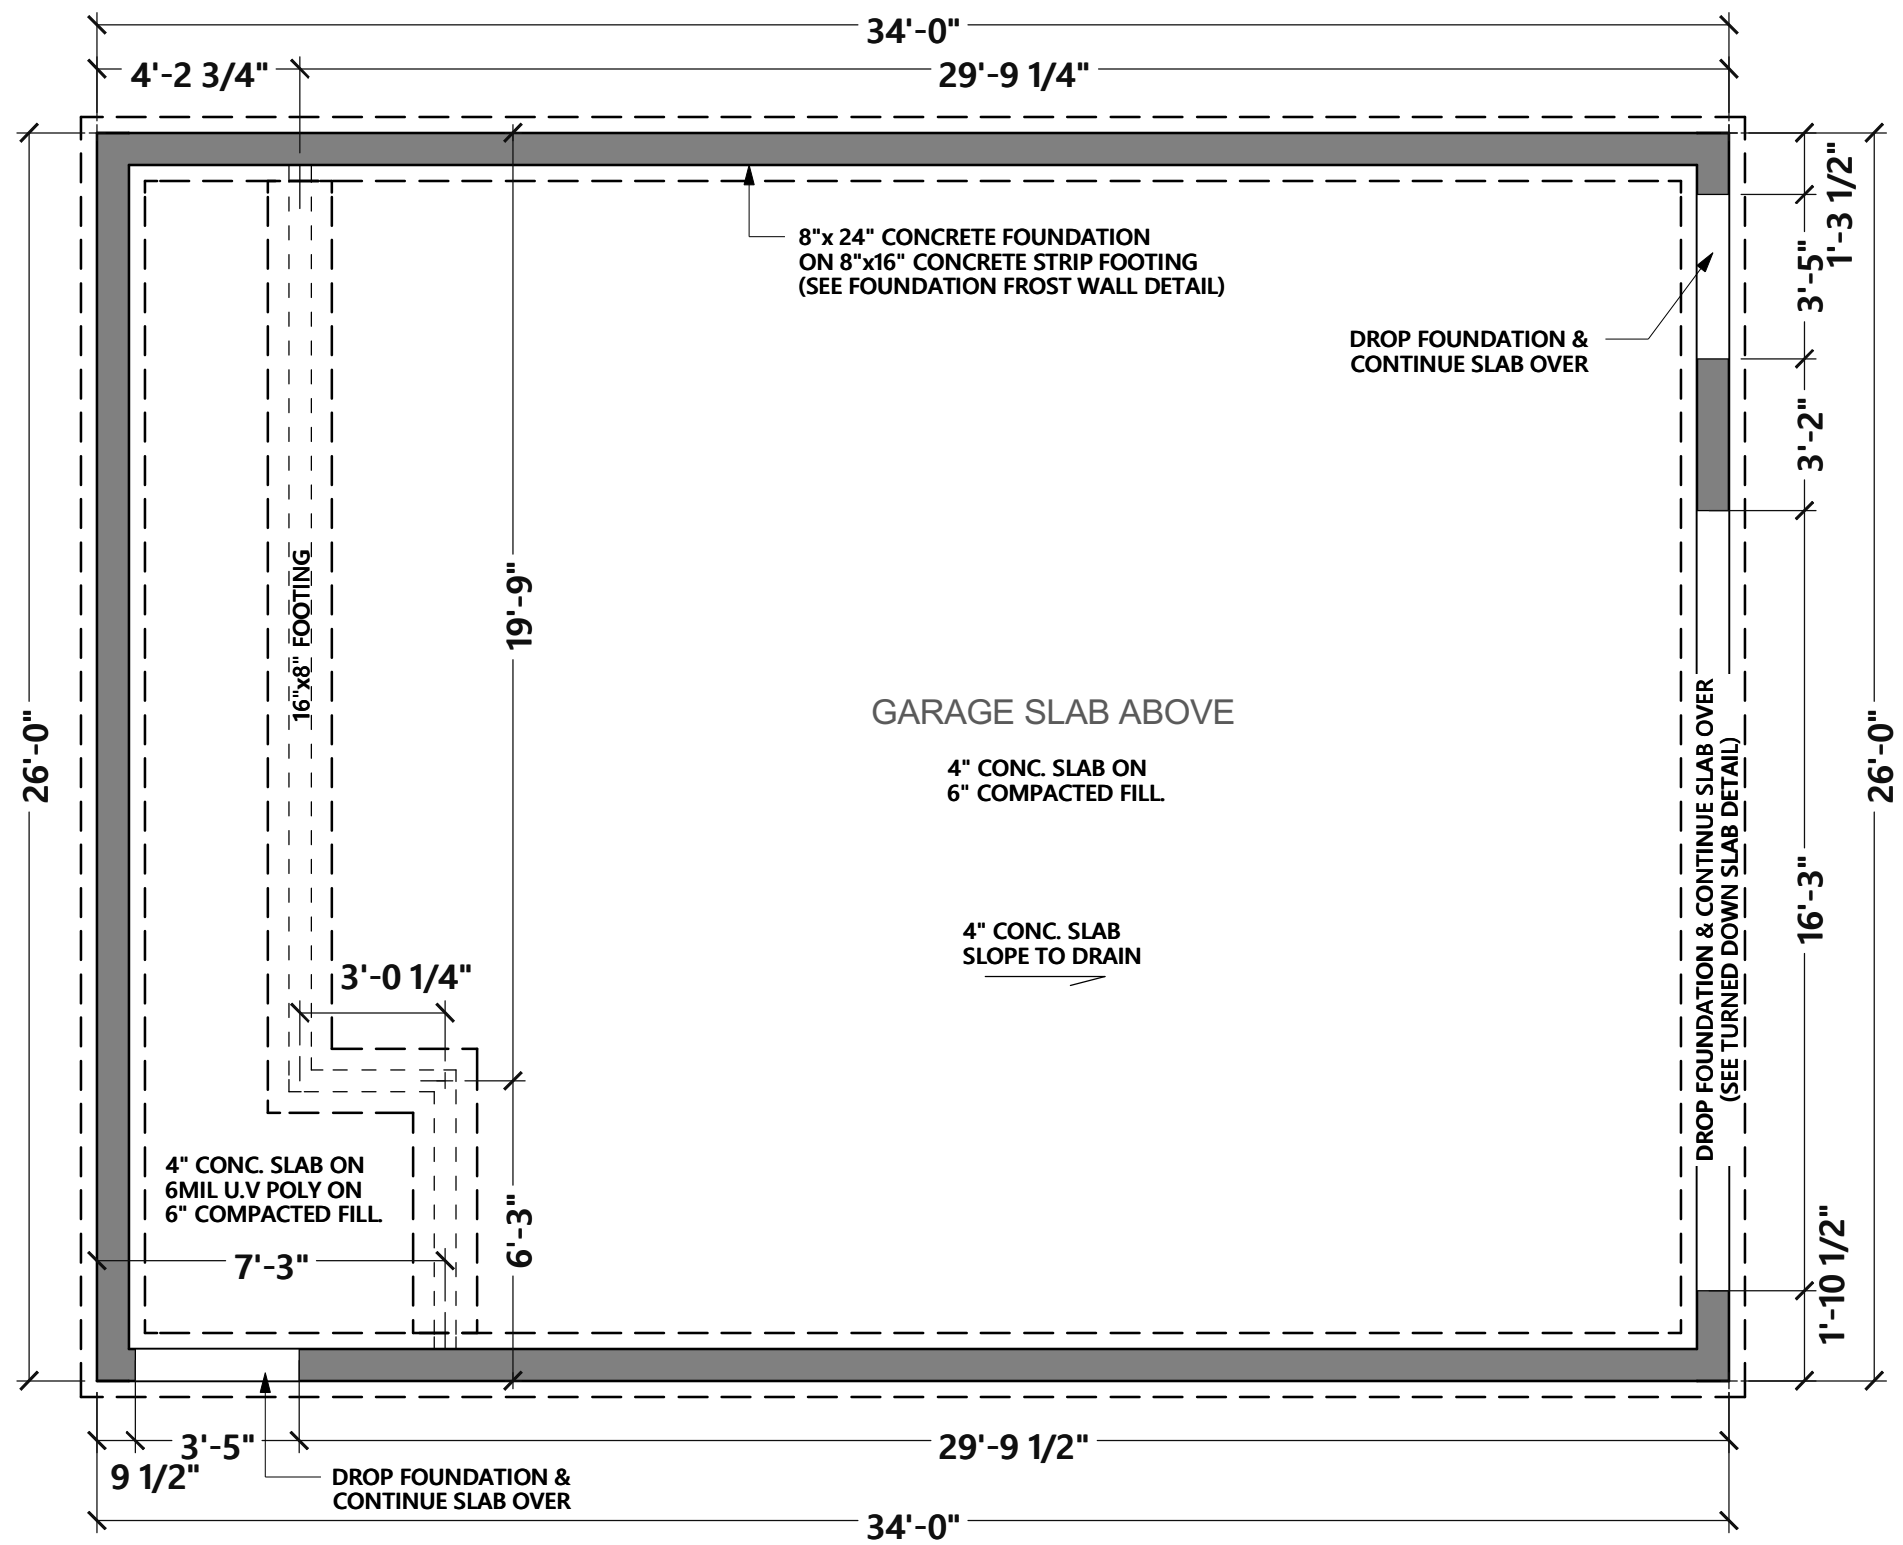 34'-0"
4'-2 3/4"
29'-9 1/4"
1'-3 1/2"
8"x 24" CONCRETE FOUNDATION
ON 8"x16" CONCRETE STRIP FOOTING
(SEE FOUNDATION FROST WALL DETAIL)
3'-5"
DROP FOUNDATION &
CONTINUE SLAB OVER
3'-2"
16"x8" FOOTING
19'-9"
26'-0"
GARAGE SLAB ABOVE
4" CONC. SLAB ON
6" COMPACTED FILL.
26'-0"
DROP FOUNDATION & CONTINUE SLAB OVER
(SEE TURNED DOWN SLAB DETAIL)
16'-3"
4" CONC. SLAB
SLOPE TO DRAIN
3'-0 1/4"
4" CONC. SLAB ON
6MIL U.V POLY ON
6" COMPACTED FILL.
6'-3"
7'-3"
1'-10 1/2"
3'-5"
29'-9 1/2"
9 1/2"
DROP FOUNDATION &
CONTINUE SLAB OVER
34'-0"